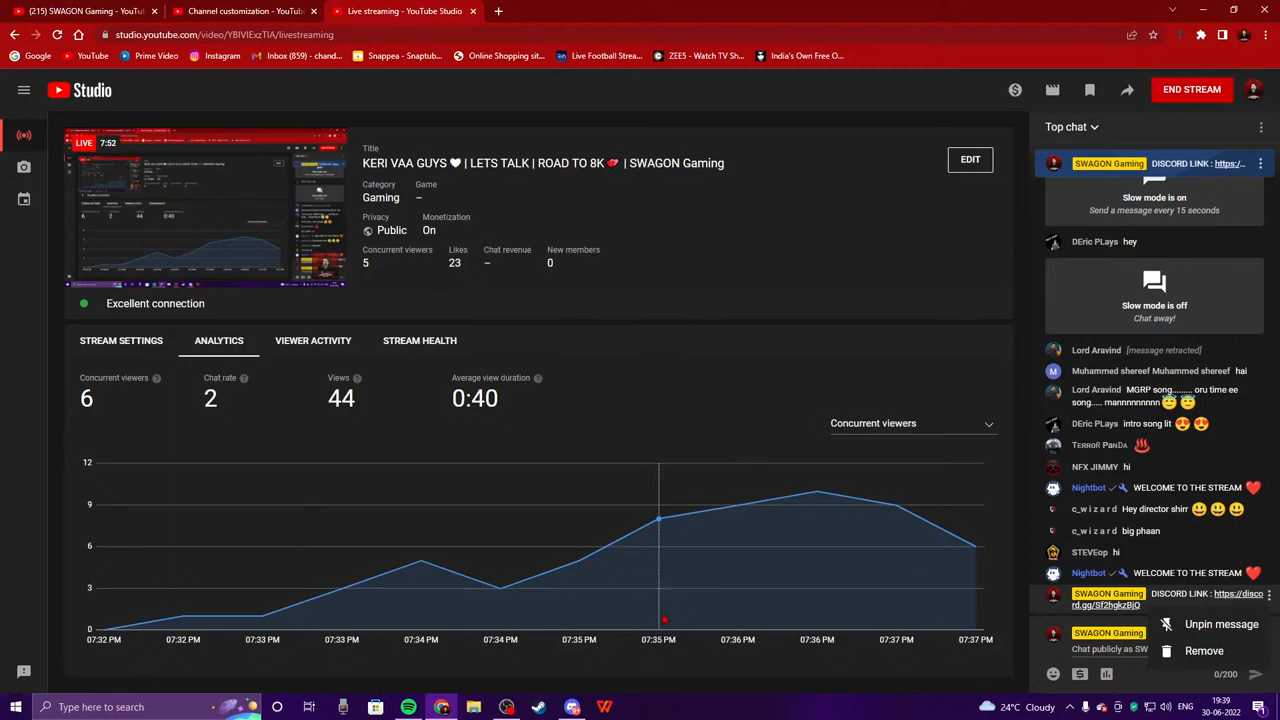 (215) SWAGON Gaming - YouTu
Channel customization - YouTube
Live streaming - YouTube Studio
studio.youtube.com/video/YBlVlExzTIA/livestreaming
Google
YouTube
Prime Video
Instagram
Inbox (859) - chand...
Snappea - Snaptub...
Online Shopping sit...
Live Football Strea...
ZEE5 - Watch TV Sh...
India's Own Free O...
Studio
END STREAM
LIVE 7:52
Title
KERI VAA GUYS 🤍 | LETS TALK | ROAD TO 8K 💞 | SWAGON Gaming
EDIT
Category Game
Gaming –
Privacy Monetization
Public On
Concurrent viewers Likes Chat revenue New members
5 23 – 0
Excellent connection
STREAM SETTINGS ANALYTICS VIEWER ACTIVITY STREAM HEALTH
Concurrent viewers Chat rate Views Average view duration
6 2 44 0:40
Concurrent viewers
12
9
6
3
0
07:32 PM 07:32 PM 07:33 PM 07:33 PM 07:34 PM 07:34 PM 07:35 PM 07:35 PM 07:36 PM 07:36 PM 07:37 PM 07:37 PM
Top chat
SWAGON Gaming DISCORD LINK : https:/...
Slow mode is on
Send a message every 15 seconds
DEric PLays hey
Slow mode is off
Chat away!
Lord Aravind [message retracted]
Muhammed shereef Muhammed shereef hai
Lord Aravind MGRP song......... oru time ee
song..... mannnnnnnnn 😇 😇
DEric PLays intro song lit 😍 😍
TERROR PANDA ♨
NFX JIMMY hi
Nightbot WELCOME TO THE STREAM ❤
c_w i z a r d Hey director shirr 😃 😃 😃
c_w i z a r d big phaan
STEVEop hi
Nightbot WELCOME TO THE STREAM ❤
SWAGON Gaming DISCORD LINK : https://disco
rd.gg/Sf2hgkzBjQ
Unpin message
SWAGON Gaming
Chat publicly as SW
Remove
0/200
Type here to search
24°C Cloudy
ENG
19:39
30-06-2022